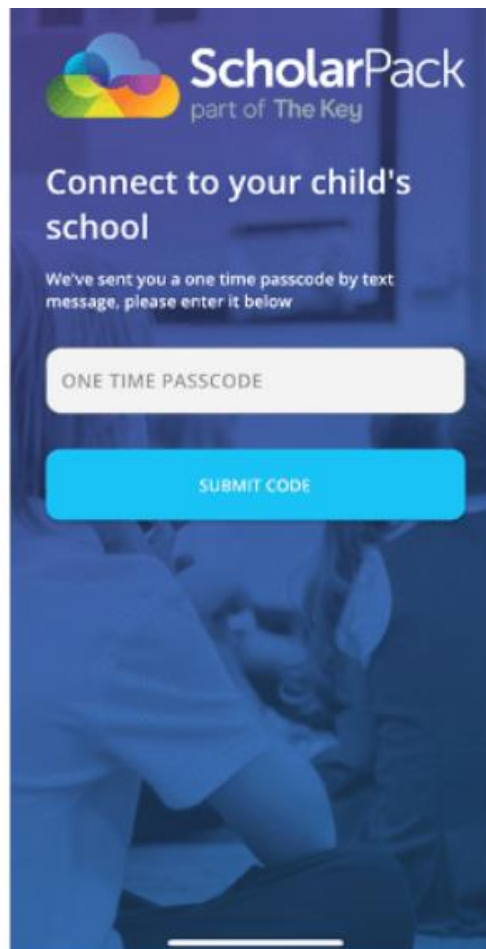 ScholarPack
part of The Key
Connect to your child's
school
We've sent you a one time passcode by text
message, please enter it below
ONE TIME PASSCODE
SUBMIT CODE